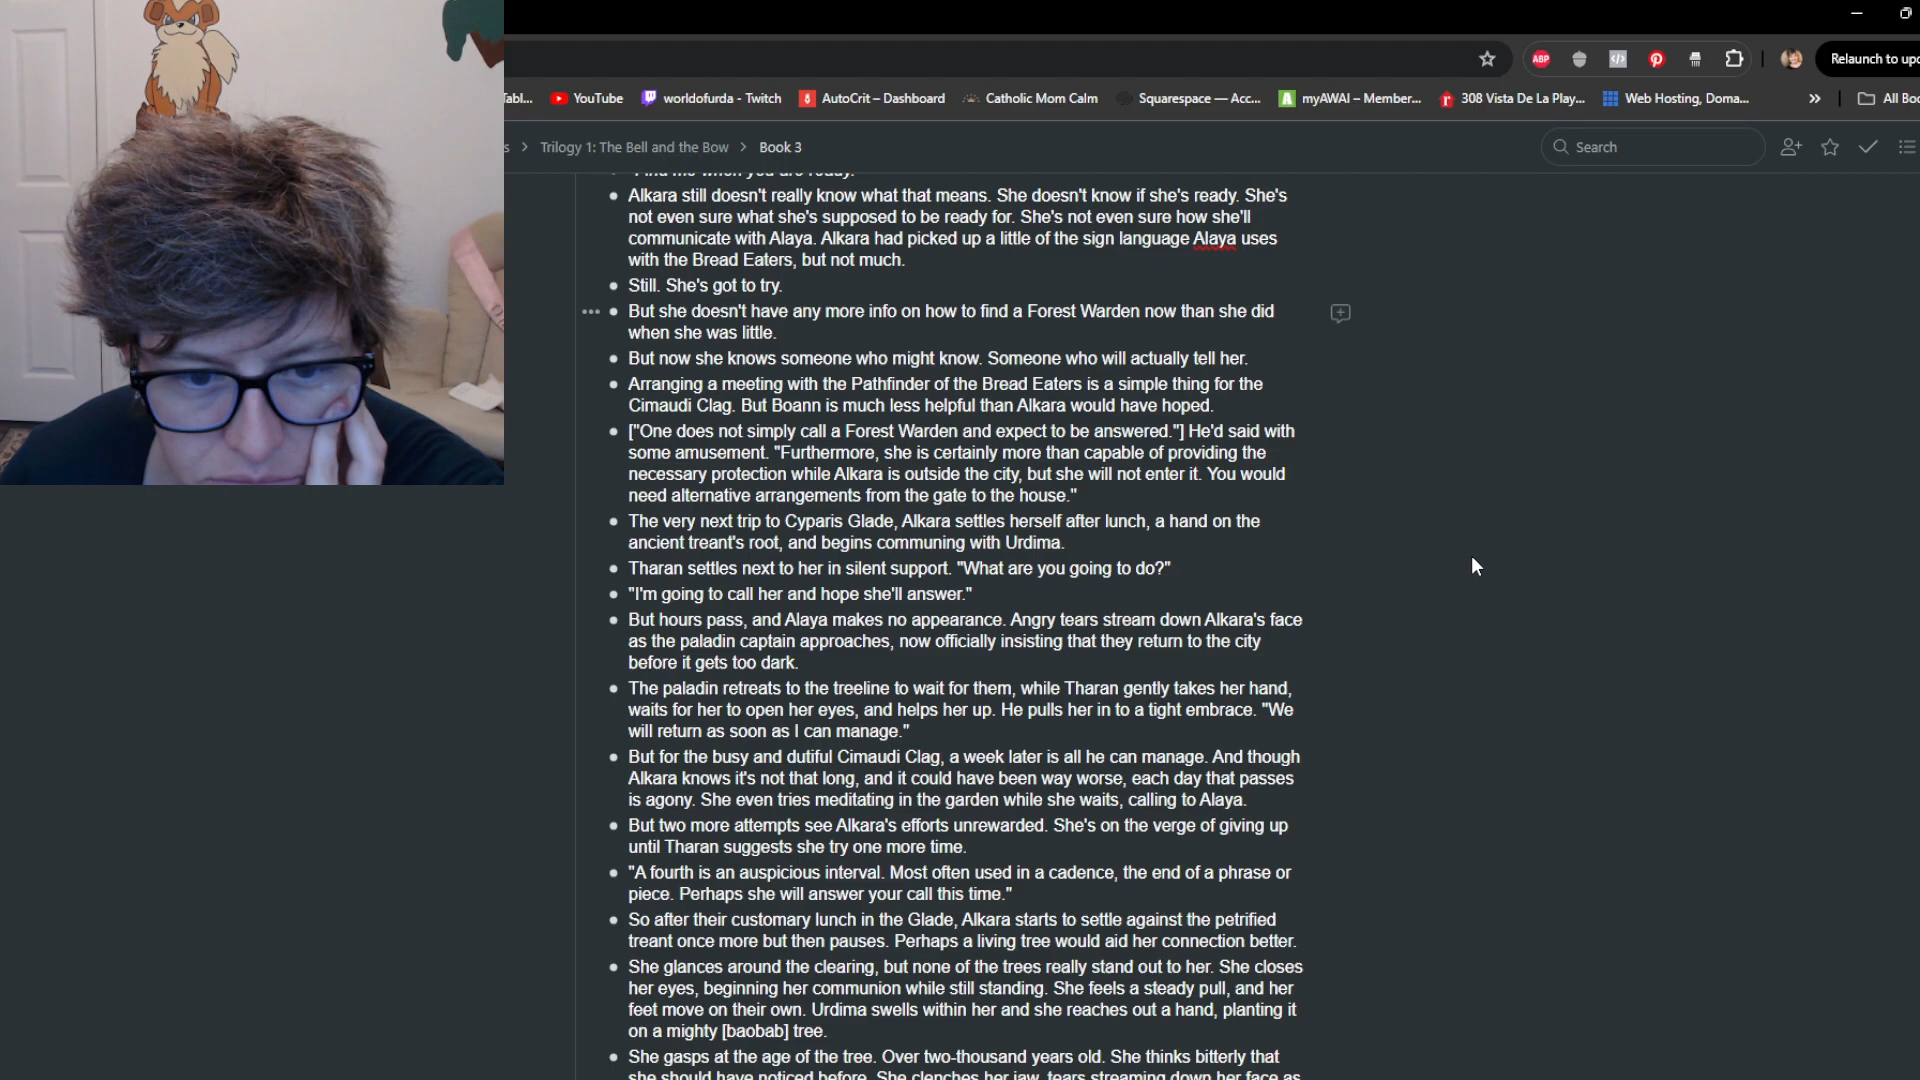 Relaunch to upd
YouTube
worldofurda - Twitch
AutoCrit – Dashboard
Catholic Mom Calm
Squarespace — Acc...
myAWAI – Member...
308 Vista De La Play...
Web Hosting, Doma...
»
All Boo
ABP
Trilogy 1: The Bell and the Bow > Book 3
Search
"Find me when you are ready."
Alkara still doesn't really know what that means. She doesn't know if she's ready. She's
not even sure what she's supposed to be ready for. She's not even sure how she'll
communicate with Alaya. Alkara had picked up a little of the sign language Alaya uses
with the Bread Eaters, but not much.
Still. She's got to try.
But she doesn't have any more info on how to find a Forest Warden now than she did
when she was little.
But now she knows someone who might know. Someone who will actually tell her.
Arranging a meeting with the Pathfinder of the Bread Eaters is a simple thing for the
Cimaudi Clag. But Boann is much less helpful than Alkara would have hoped.
["One does not simply call a Forest Warden and expect to be answered."] He'd said with
some amusement. "Furthermore, she is certainly more than capable of providing the
necessary protection while Alkara is outside the city, but she will not enter it. You would
need alternative arrangements from the gate to the house."
The very next trip to Cyparis Glade, Alkara settles herself after lunch, a hand on the
ancient treant's root, and begins communing with Urdima.
Tharan settles next to her in silent support. "What are you going to do?"
"I'm going to call her and hope she'll answer."
But hours pass, and Alaya makes no appearance. Angry tears stream down Alkara's face
as the paladin captain approaches, now officially insisting that they return to the city
before it gets too dark.
The paladin retreats to the treeline to wait for them, while Tharan gently takes her hand,
waits for her to open her eyes, and helps her up. He pulls her in to a tight embrace. "We
will return as soon as I can manage."
But for the busy and dutiful Cimaudi Clag, a week later is all he can manage. And though
Alkara knows it's not that long, and it could have been way worse, each day that passes
is agony. She even tries meditating in the garden while she waits, calling to Alaya.
But two more attempts see Alkara's efforts unrewarded. She's on the verge of giving up
until Tharan suggests she try one more time.
"A fourth is an auspicious interval. Most often used in a cadence, the end of a phrase or
piece. Perhaps she will answer your call this time."
So after their customary lunch in the Glade, Alkara starts to settle against the petrified
treant once more but then pauses. Perhaps a living tree would aid her connection better.
She glances around the clearing, but none of the trees really stand out to her. She closes
her eyes, beginning her communion while still standing. She feels a steady pull, and her
feet move on their own. Urdima swells within her and she reaches out a hand, planting it
on a mighty [baobab] tree.
She gasps at the age of the tree. Over two-thousand years old. She thinks bitterly that
she should have noticed before. She clenches her jaw, tears streaming down her face as